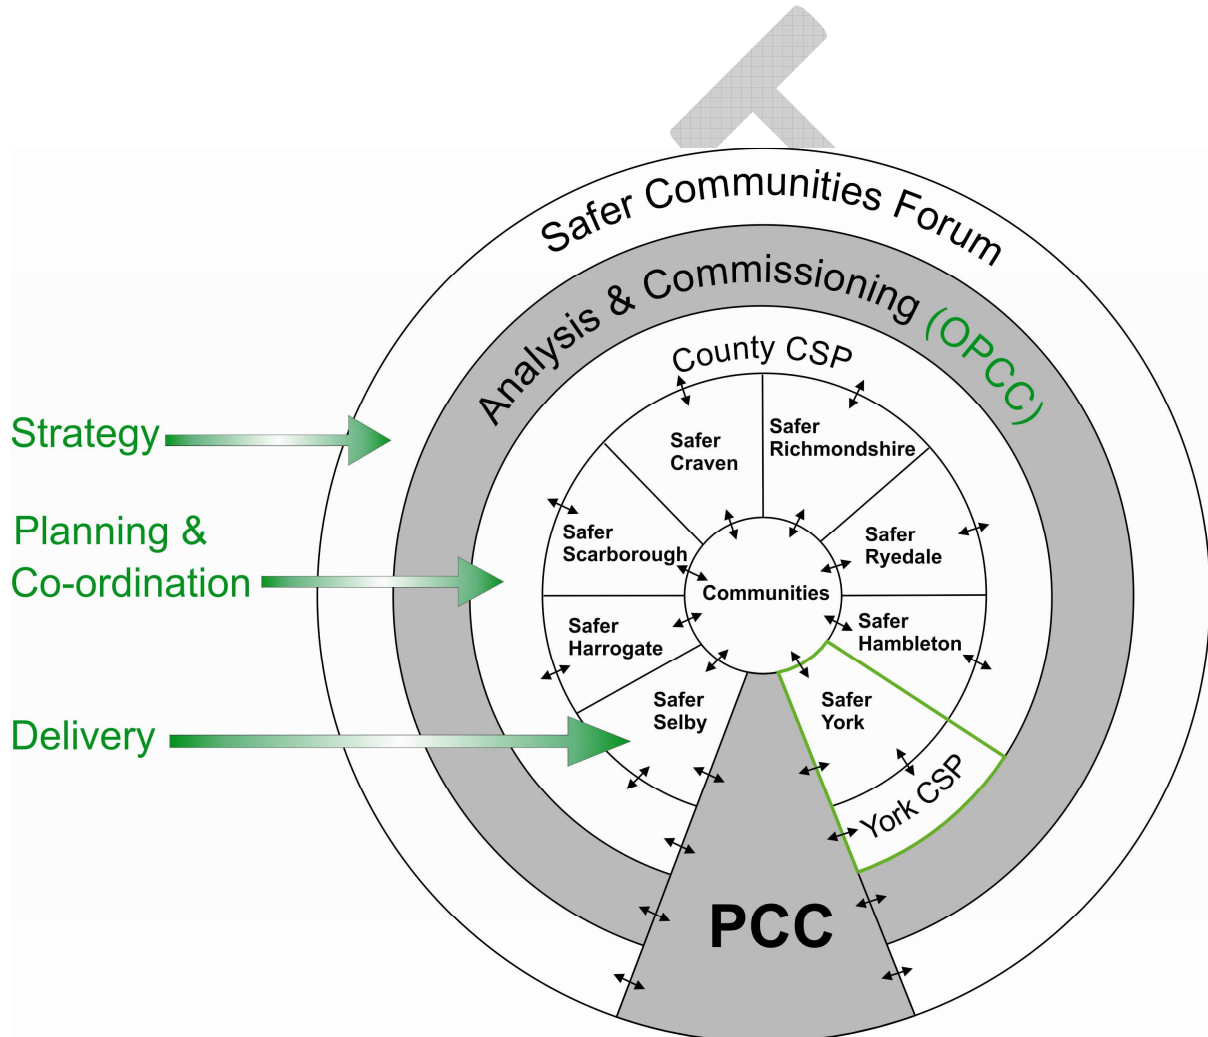 Safer Communities Forum
Analysis & Commissioning (OPCC)
County CSP
Strategy
Planning &
Co-ordination
Delivery
Safer
Craven
Safer
Richmondshire
Safer
Scarborough
Safer
Ryedale
Communities
Safer
Harrogate
Safer
Hambleton
Safer
Selby
Safer
York
York CSP
PCC